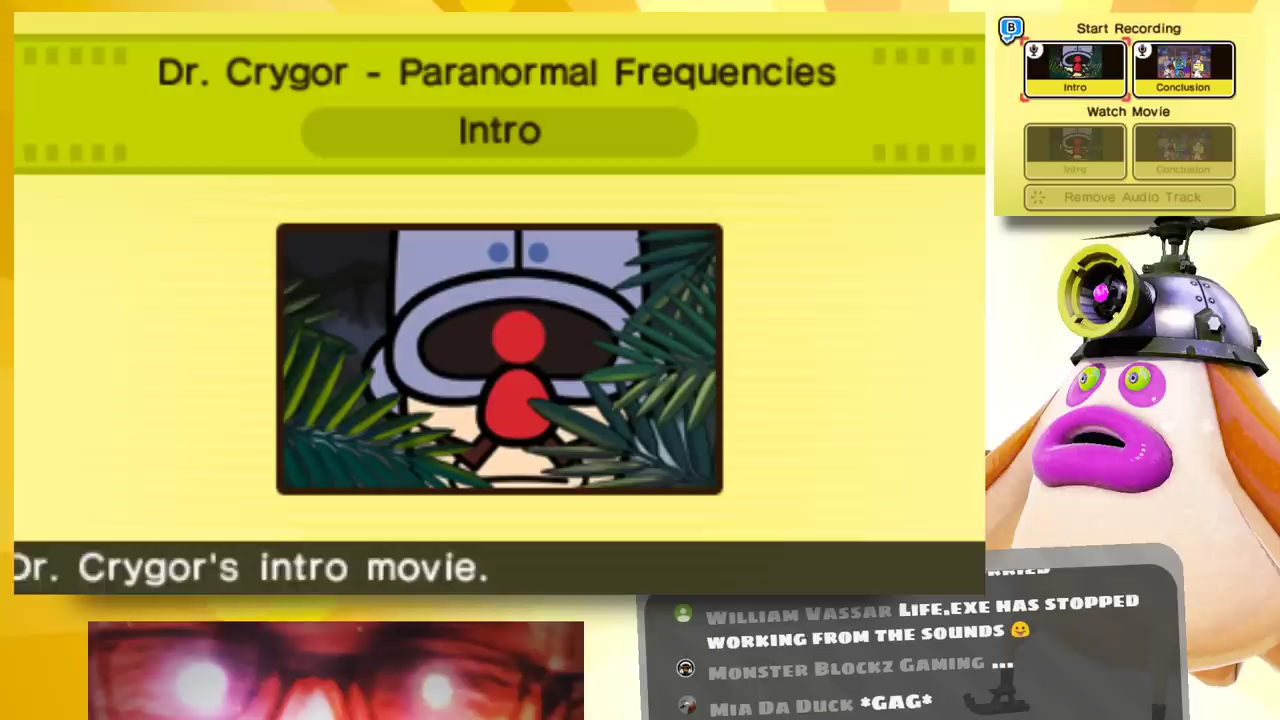 Dr. Crygor - Paranormal Frequencies
Intro
Dr. Crygor's intro movie.
B
Start Recording
Intro
Conclusion
Watch Movie
Intro
Conclusion
Remove Audio Track
William Vassar Life.exe has stopped
working from the sounds
Monster Blockz Gaming ...
Mia Da Duck *gag*